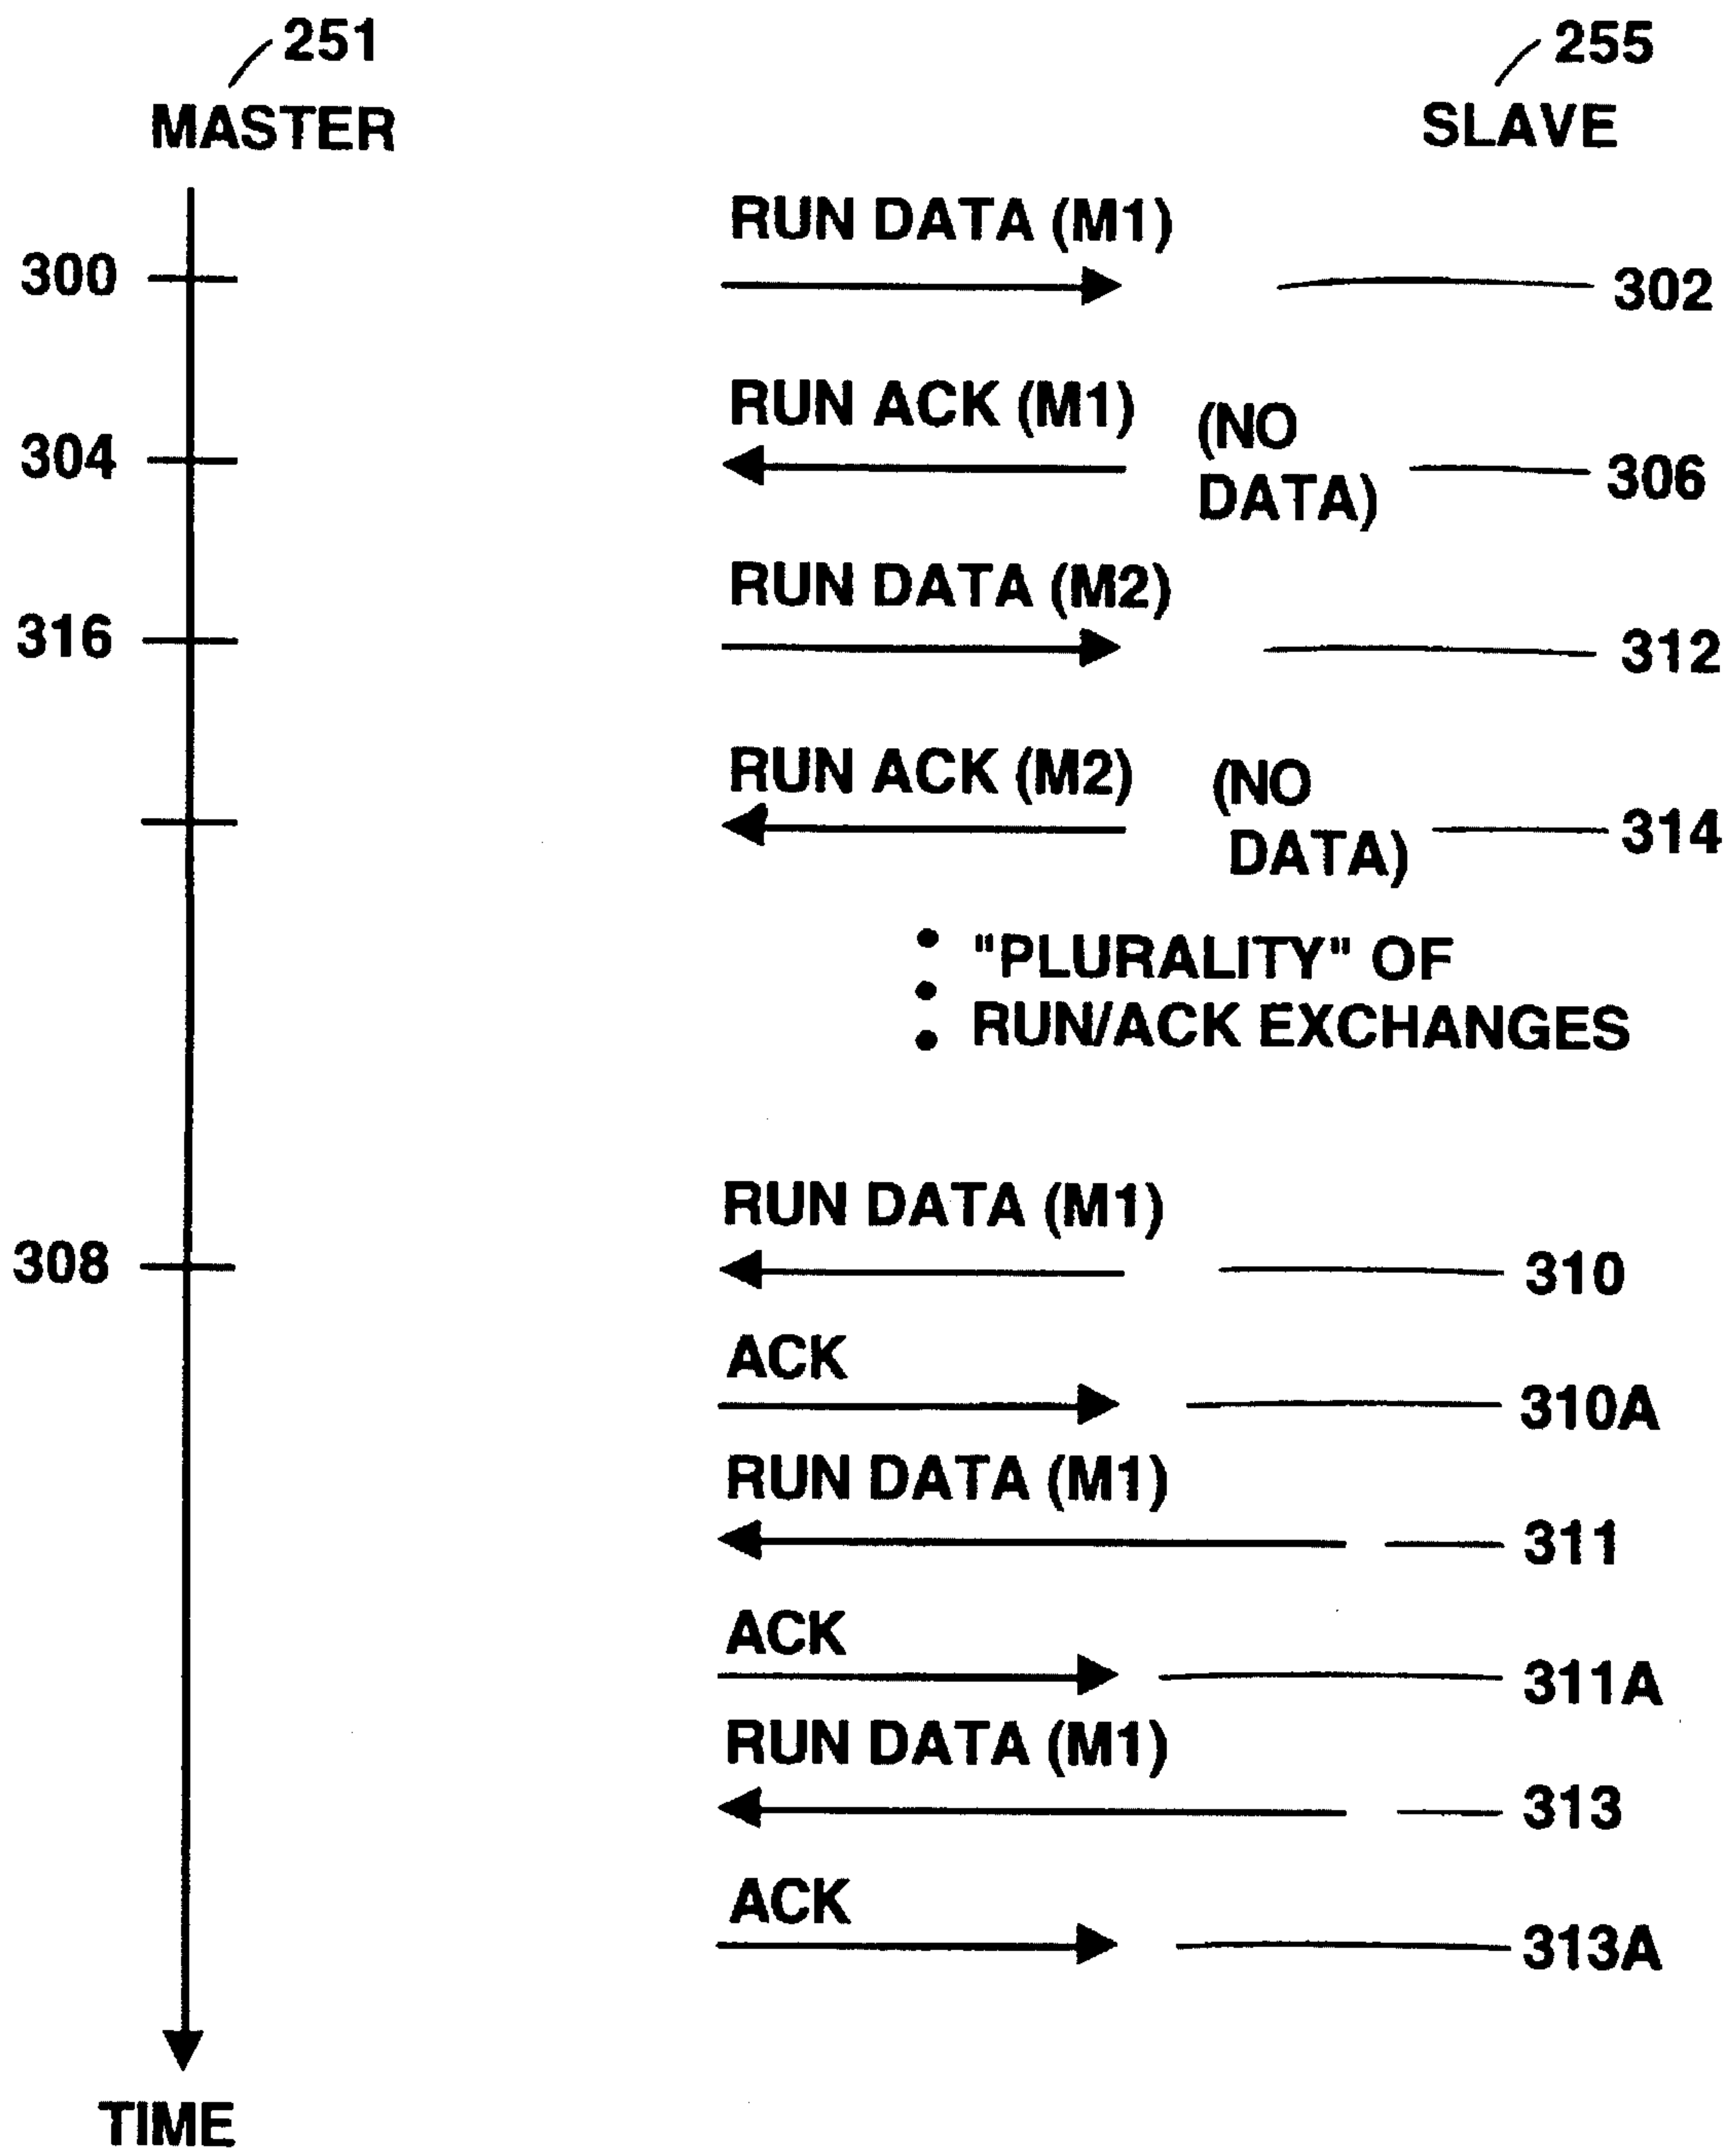 251
255
MASTER
SLAVE
RUN DATA (M1)
300
302
RUN ACK (M1)
(NO
DATA)
304
306
RUN DATA (M2)
316
312
RUN ACK (M2)
(NO
DATA)
314
"PLURALITY" OF
RUN/ACK EXCHANGES
RUN DATA (M1)
308
310
ACK
310A
RUN DATA (M1)
311
ACK
311A
RUN DATA (M1)
313
ACK
313A
TIME